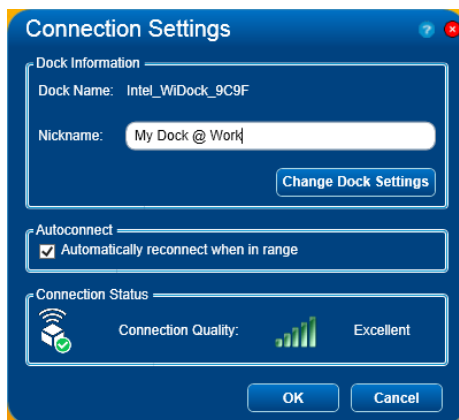 Connection Settings
Dock Information
Dock Name: Intel_WiDock_9C9F
Nickname: My Dock @ Work
Change Dock Settings
Autoconnect
Automatically reconnect when in range
Connection Status
Connection Quality: Excellent
OK Cancel